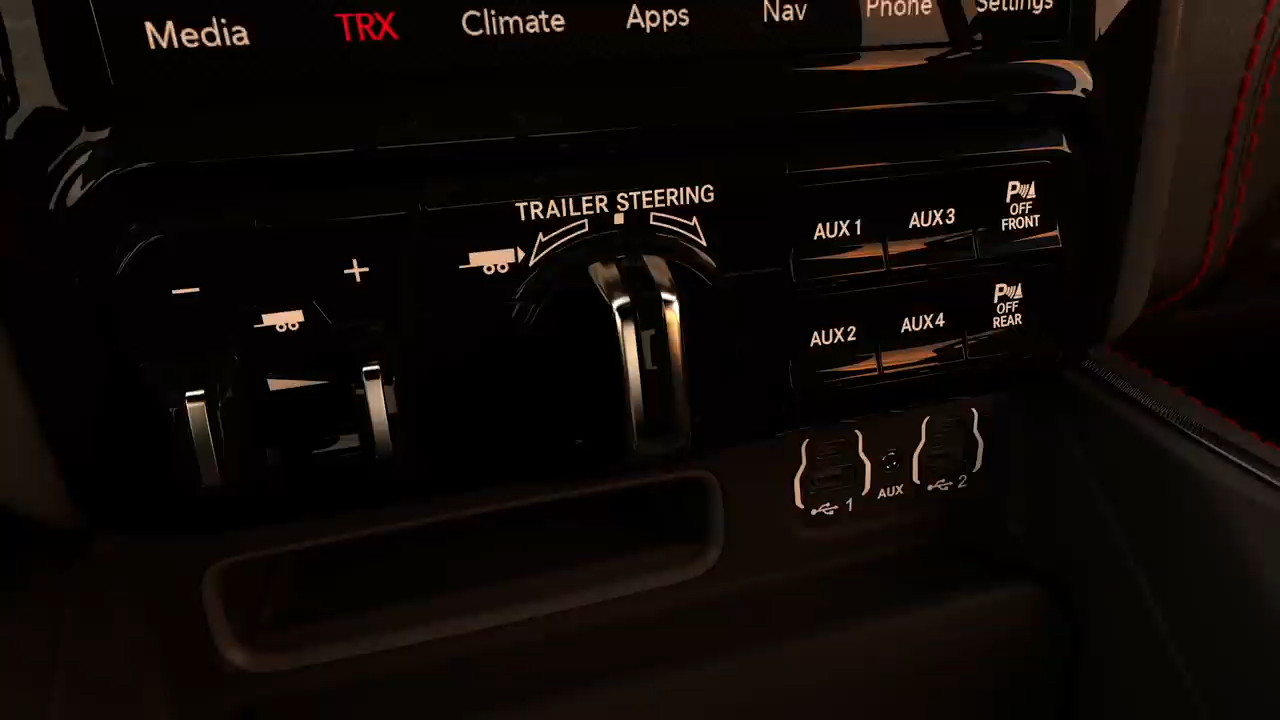 Media TRX Climate Apps Nav Phone Settings
TRAILER STEERING
AUX 1 AUX 3 P OFF FRONT
AUX 2 AUX 4 P OFF REAR
1 AUX 2